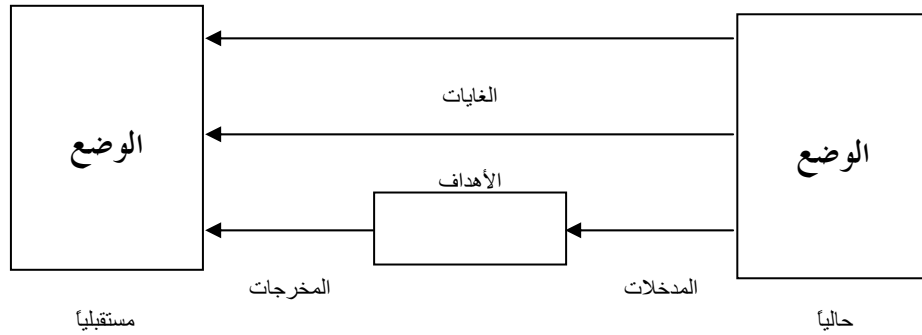 الغايات
الوضع
الوضع
الأهداف
المدخلات
المخرجات
حالياً
مستقبلياً